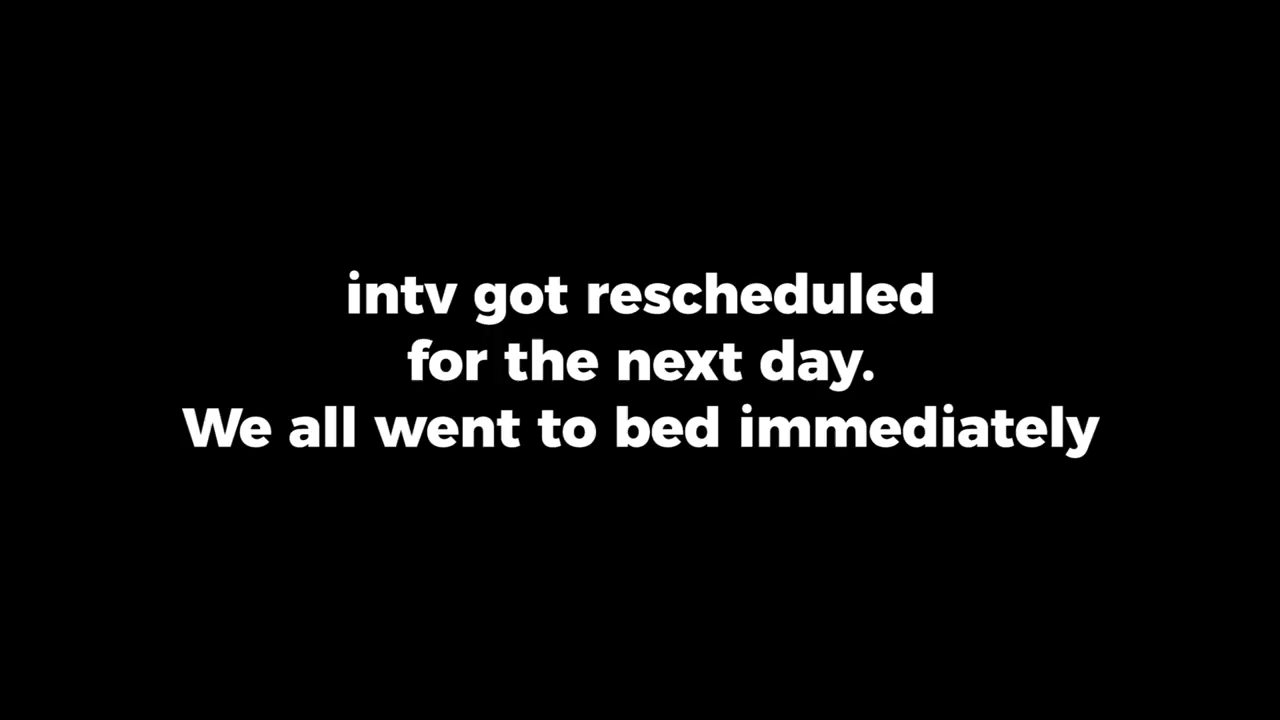 intv got rescheduled
for the next day.
We all went to bed immediately